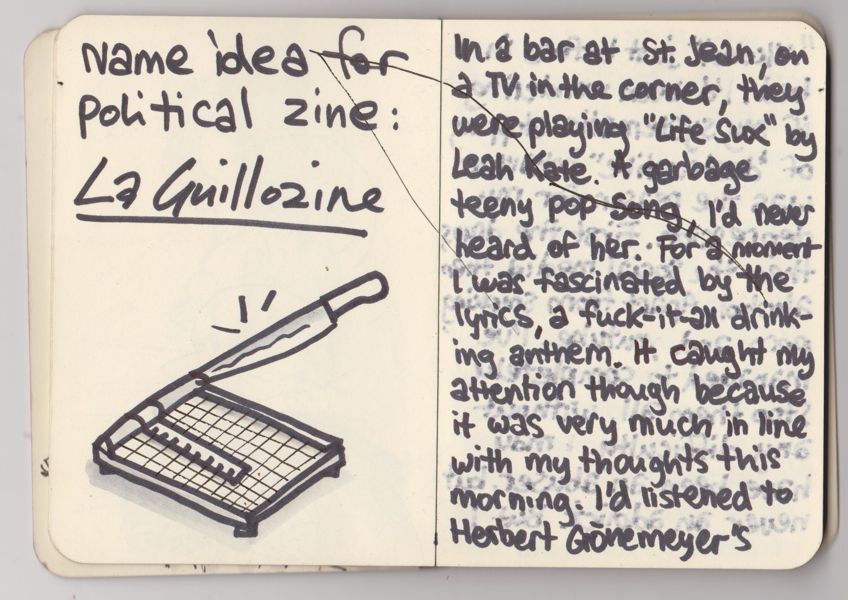 Name idea for
political zine:
La Guillozine
In a bar at St. Jean, on
a TV in the corner, they
were playing "Life Sux" by
Leah Kate. A garbage
teeny pop song, I'd never
heard of her. For a moment
I was fascinated by the
lyrics, a fuck-it-all drink-
ing anthem. It caught my
attention though because
it was very much in line
with my thoughts this
morning. I'd listened to
Herbert Grönemeyer's